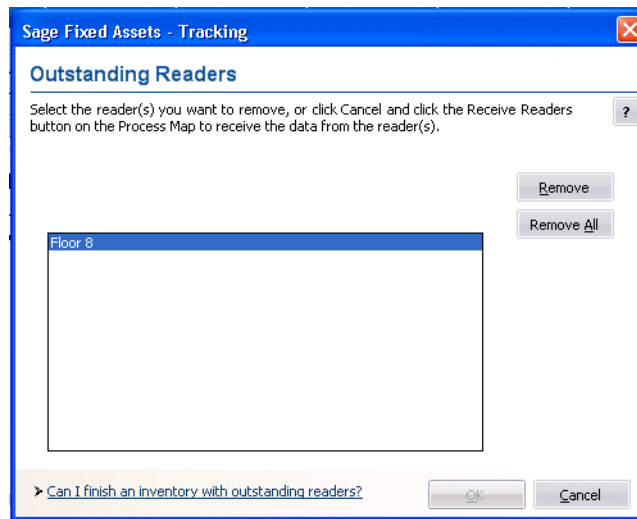 Sage Fixed Assets - Tracking
Outstanding Readers
Select the reader(s) you want to remove, or click Cancel and click the Receive Readers
button on the Process Map to receive the data from the reader(s).
?
Remove
Remove All
Floor 8
Can I finish an inventory with outstanding readers?
OK
Cancel